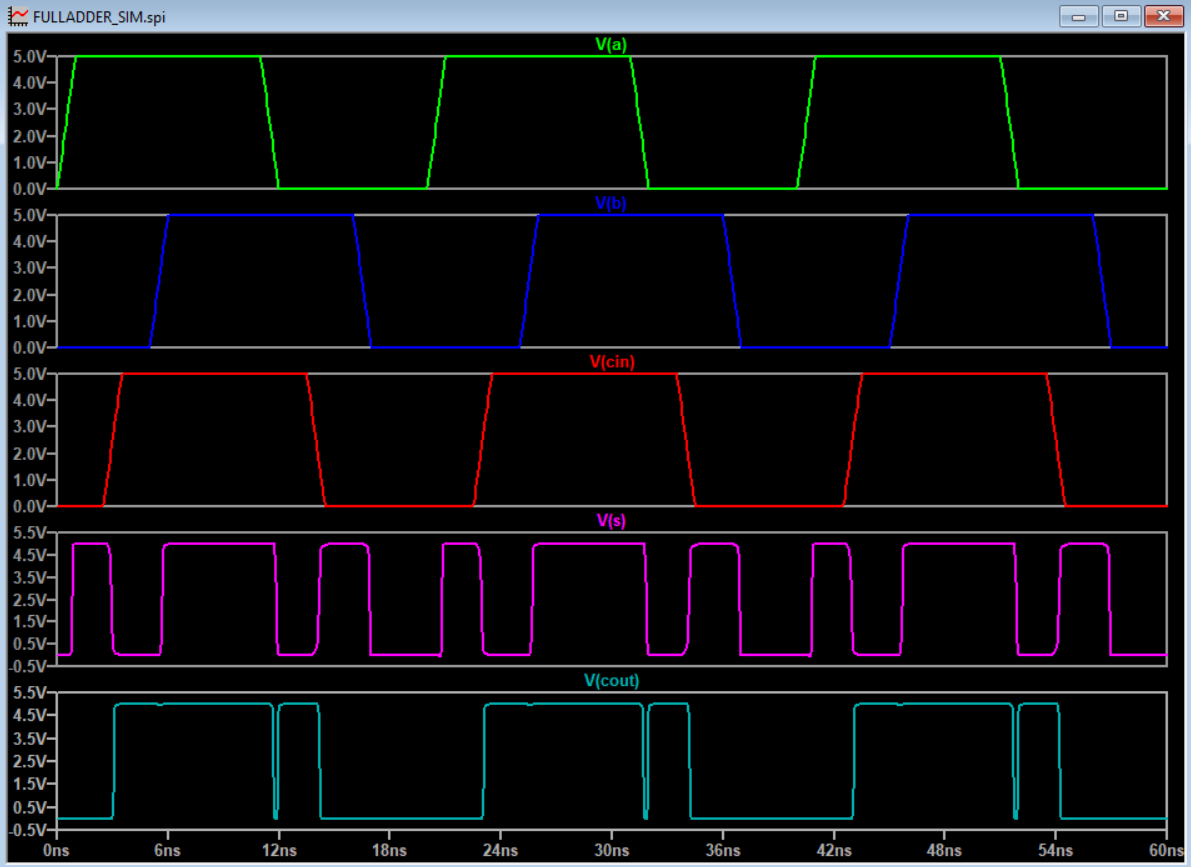 FULLADDER_SIM.spi
V(a)
5.0V
4.0V
3.0V
2.0V
1.0V
0.0V
V(b)
5.0V
4.0V
3.0V
2.0V
1.0V
0.0V
V(cin)
5.0V
4.0V
3.0V
2.0V
1.0V
0.0V
V(s)
5.5V
4.5V
3.5V
2.5V
1.5V
0.5V
-0.5V
V(cout)
5.5V
4.5V
3.5V
2.5V
1.5V
0.5V
-0.5V
0ns 6ns 12ns 18ns 24ns 30ns 36ns 42ns 48ns 54ns 60ns